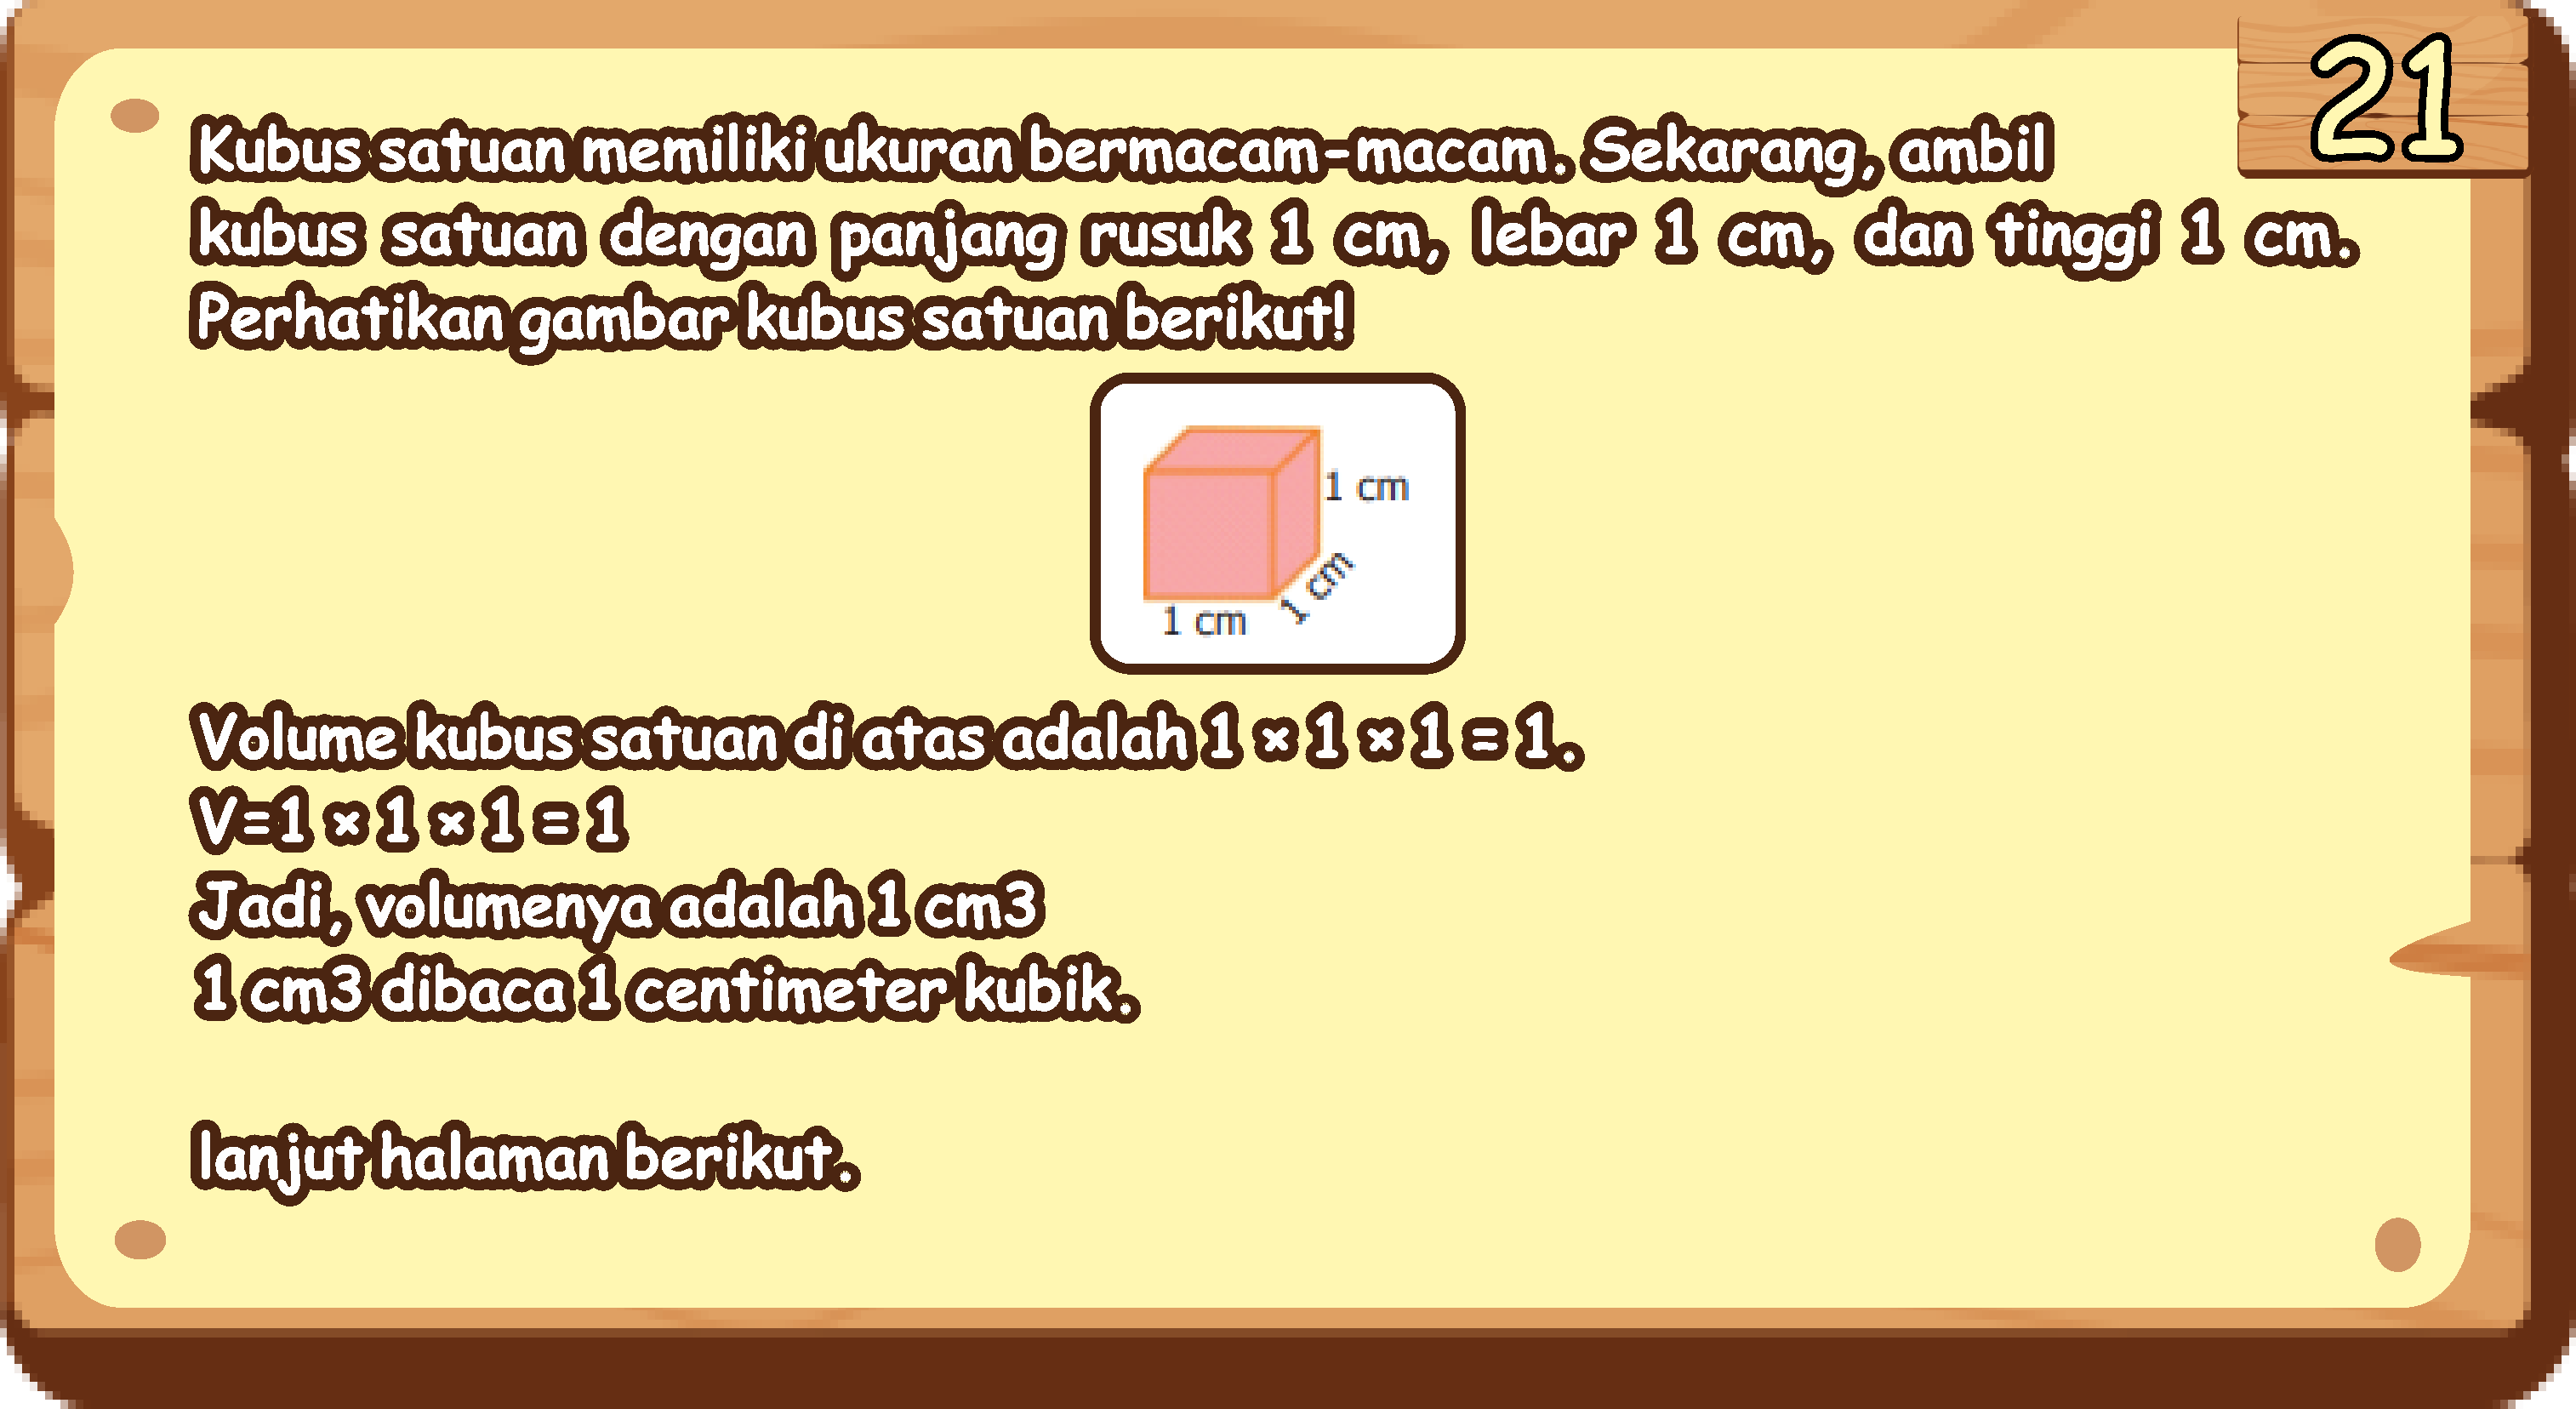 21
Kubus satuan memiliki ukuran bermacam-macam. Sekarang, ambil
kubus satuan dengan panjang rusuk 1 cm, lebar 1 cm, dan tinggi 1 cm.
Perhatikan gambar kubus satuan berikut!
1 cm
1 cm
1 cm
Volume kubus satuan di atas adalah 1 × 1 × 1 = 1.
V=1 × 1 × 1 = 1
Jadi, volumenya adalah 1 cm3
1 cm3 dibaca 1 centimeter kubik.
lanjut halaman berikut.